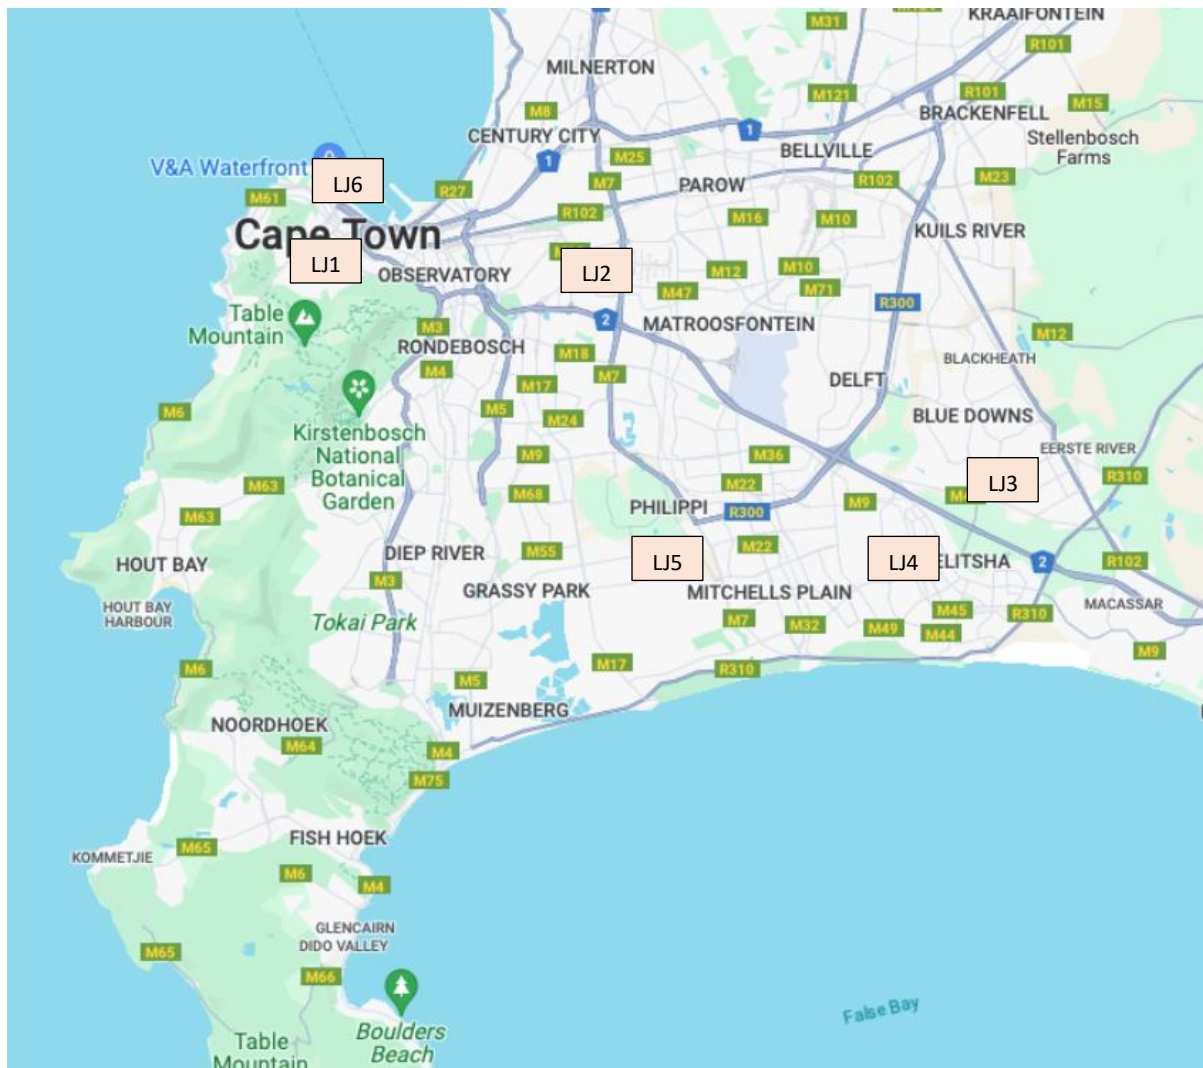 KRAAIFONTEIN
M31
R101
MILNERTON
M121
R101
M15
M8
BRACKENFELL
CENTURY CITY
1
Stellenbosch
Farms
1
BELLVILLE
V&A Waterfront
M25
LJ6
M61
R27
M7
PAROW
R102
M23
R102
M16
M10
Cape Town
KUILS RIVER
LJ1
OBSERVATORY
LJ2
M12
M10
M47
M71
R300
Table
Mountain
M3
2
MATROOSFONTEIN
M12
RONDEBOSCH
M18
BLACKHEATH
M4
M17
M7
DELFT
M6
M5
M24
BLUE DOWNS
Kirstenbosch
National
Botanical
Garden
M9
M36
EERSTE RIVER
M63
M68
M22
LJ3
R310
M63
PHILIPPI
R300
M9
HOUT BAY
DIEP RIVER
M55
LJ5
M22
LJ4
ELITSHA
2
R102
M3
GRASSY PARK
MITCHELLS PLAIN
MACASSAR
HOUT BAY
HARBOUR
Tokai Park
M7
M32
M49
M45
M44
R310
M6
M5
M17
R310
M9
NOORDHOEK
MUIZENBERG
M64
M4
M75
KOMMETJIE
M65
FISH HOEK
M6
M4
GLENCAIRN
DIDO VALLEY
M65
M66
Boulders
Beach
False Bay
Table
Mountain